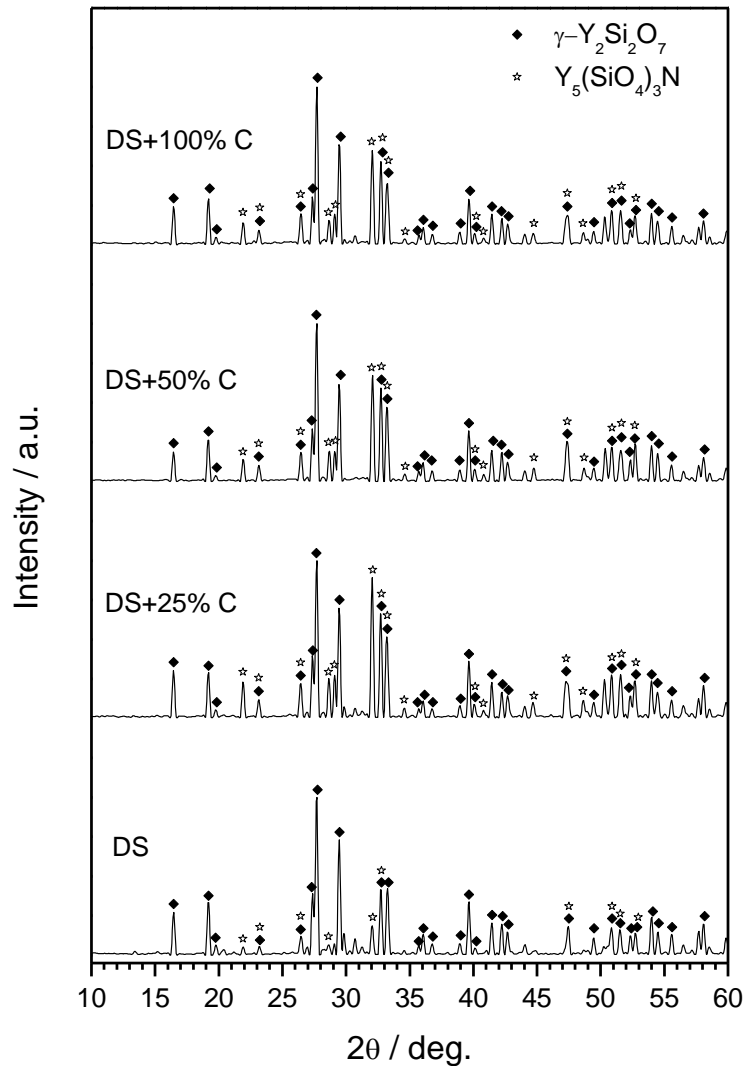 ◆ γ–Y₂Si₂O₇
☆ Y₅(SiO₄)₃N
DS+100% C
DS+50% C
DS+25% C
DS
Intensity / a.u.
10 15 20 25 30 35 40 45 50 55 60
2θ / deg.